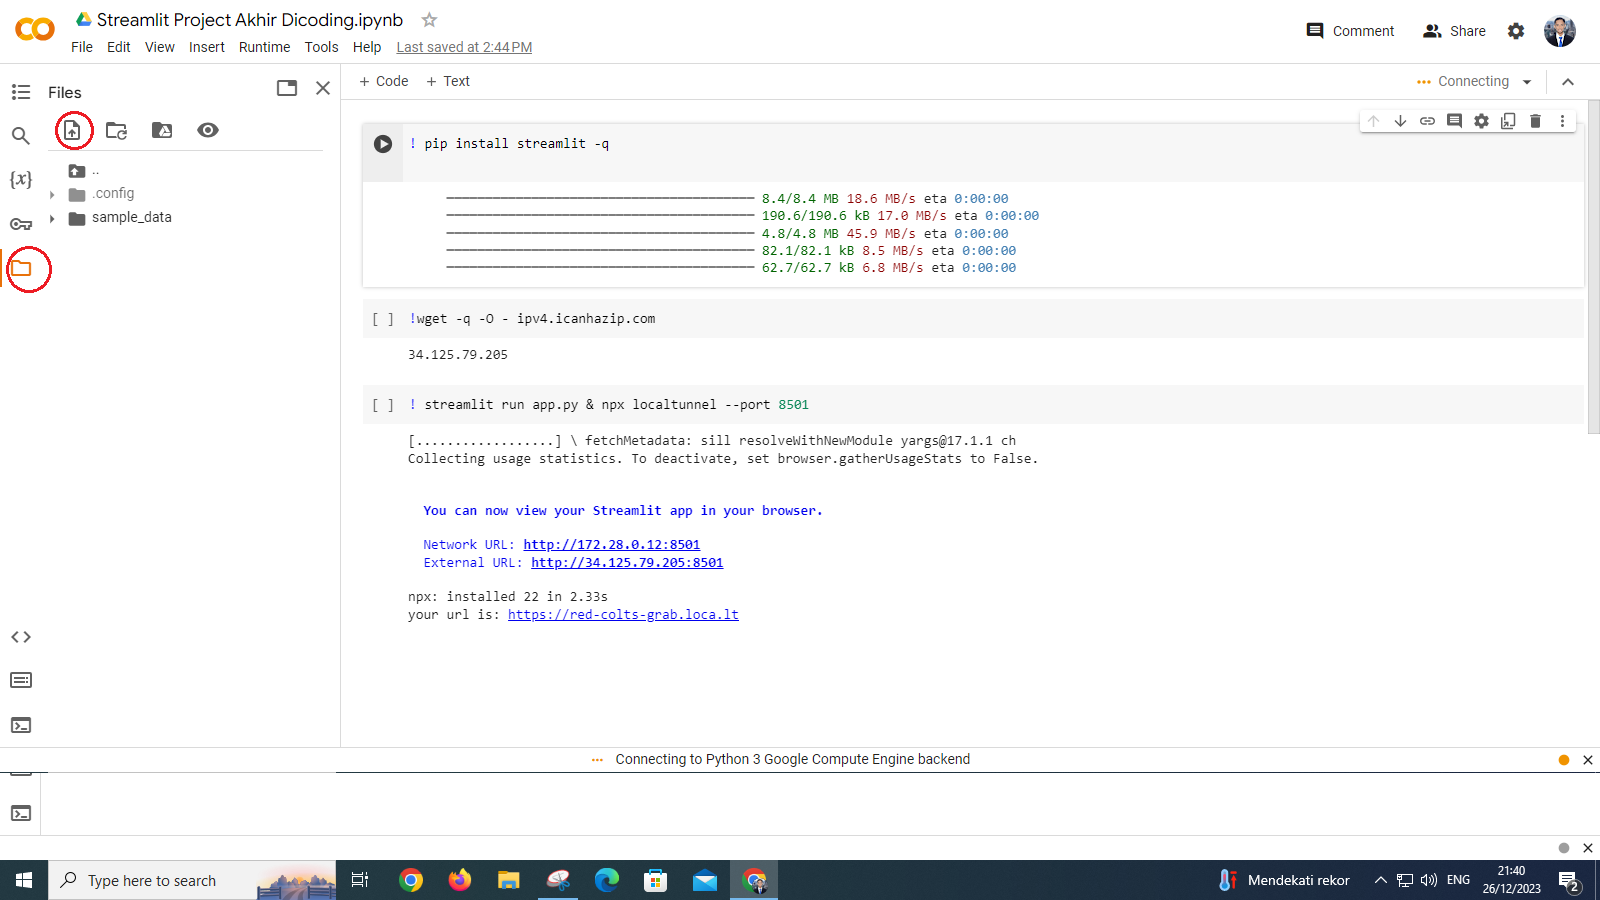 Streamlit Project Akhir Dicoding.ipynb
File Edit View Insert Runtime Tools Help Last saved at 2:44 PM
Comment Share
Files
+ Code + Text
Connecting
{x}
..
.config
sample_data
! pip install streamlit -q
8.4/8.4 MB 18.6 MB/s eta 0:00:00
190.6/190.6 kB 17.0 MB/s eta 0:00:00
4.8/4.8 MB 45.9 MB/s eta 0:00:00
82.1/82.1 kB 8.5 MB/s eta 0:00:00
62.7/62.7 kB 6.8 MB/s eta 0:00:00
[ ] !wget -q -O - ipv4.icanhazip.com
34.125.79.205
[ ] ! streamlit run app.py & npx localtunnel --port 8501
[..................] \ fetchMetadata: sill resolveWithNewModule yargs@17.1.1 ch
Collecting usage statistics. To deactivate, set browser.gatherUsageStats to False.
You can now view your Streamlit app in your browser.
Network URL: http://172.28.0.12:8501
External URL: http://34.125.79.205:8501
npx: installed 22 in 2.33s
your url is: https://red-colts-grab.loca.lt
Connecting to Python 3 Google Compute Engine backend
Type here to search
Mendekati rekor
ENG
21:40
26/12/2023
2